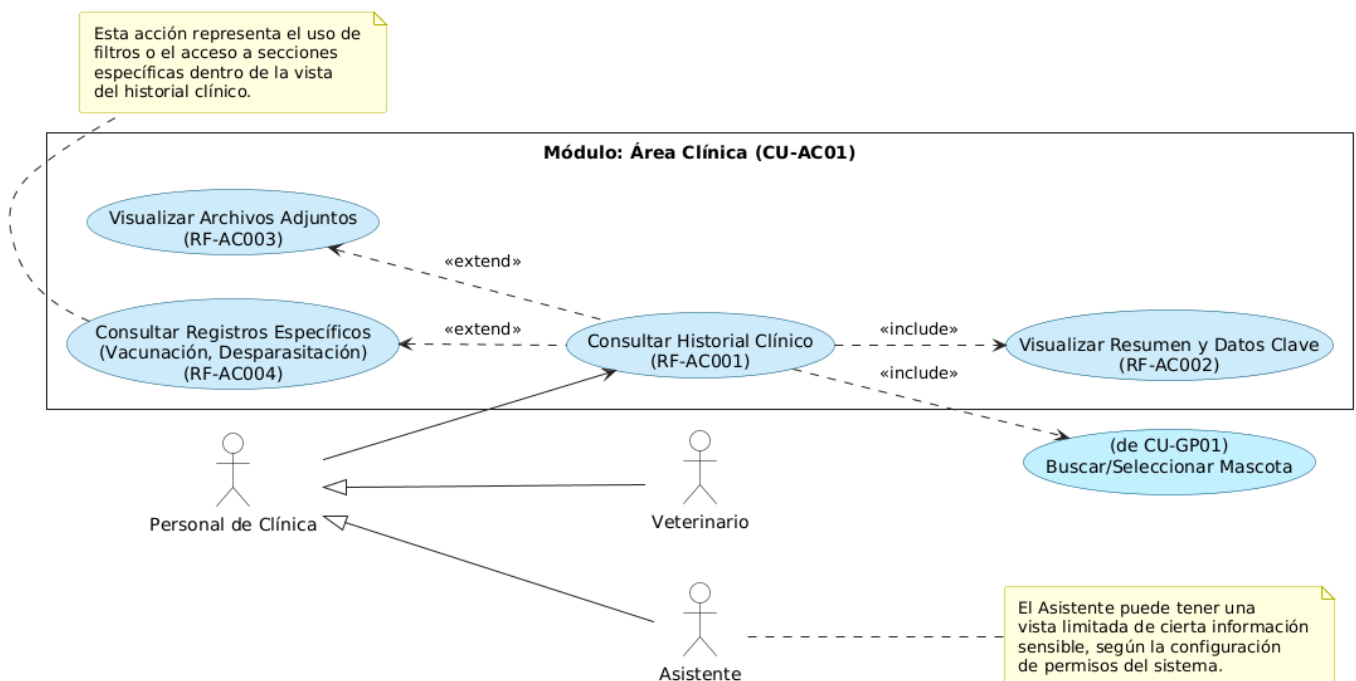 Esta acción representa el uso de
filtros o el acceso a secciones
específicas dentro de la vista
del historial clínico.
Módulo: Área Clínica (CU-AC01)
Visualizar Archivos Adjuntos
(RF-AC003)
«extend»
Consultar Registros Específicos
(Vacunación, Desparasitación)
(RF-AC004)
«extend»
Consultar Historial Clínico
(RF-AC001)
«include»
Visualizar Resumen y Datos Clave
(RF-AC002)
«include»
(de CU-GP01)
Buscar/Seleccionar Mascota
Personal de Clínica
Veterinario
Asistente
El Asistente puede tener una
vista limitada de cierta información
sensible, según la configuración
de permisos del sistema.